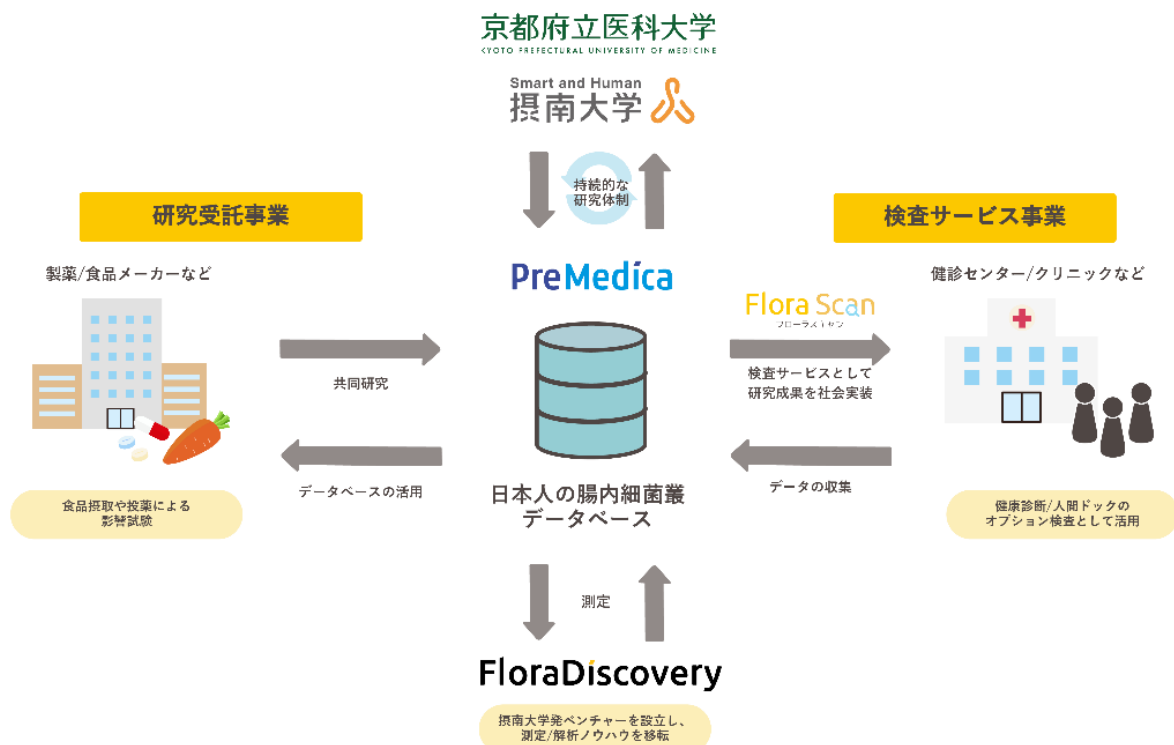 京都府立医科大学
KYOTO PREFECTURAL UNIVERSITY OF MEDICINE
Smart and Human
摂南大学
持続的な
研究体制
研究受託事業
製薬/食品メーカーなど
共同研究
データベースの活用
食品摂取や投薬による
影響試験
PreMedica
日本人の腸内細菌叢
データベース
Flora Scan
フローラスキャン
検査サービスとして
研究成果を社会実装
データの収集
検査サービス事業
健診センター/クリニックなど
健康診断/人間ドックの
オプション検査として活用
測定
FloraDiscovery
摂南大学発ベンチャーを設立し、
測定/解析ノウハウを移転